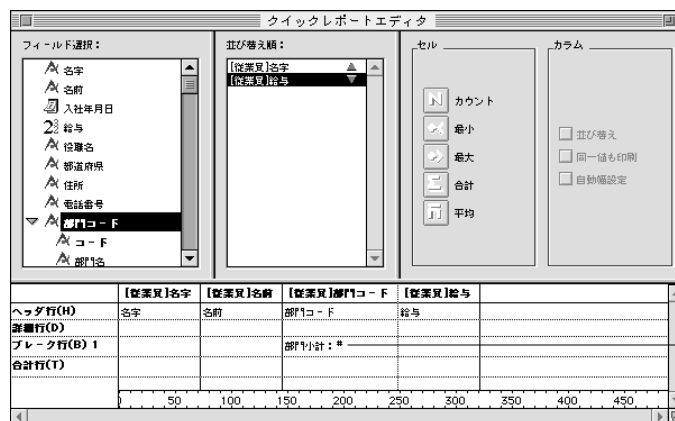 クイックレポートエディタ
フィールド選択：
名字
名前
入社年月日
給与
役職名
都道府県
住所
電話番号
部門コード
コード
部門名
並び替え順：
[従業員]名字
[従業員]給与
セル
カウント
最小
最大
合計
平均
カラム
並び替え
同一値も印刷
自動幅設定
[従業員]名字 [従業員]名前 [従業員]部門コード [従業員]給与
ヘッダ行(H) 名字 名前 部門コード 給与
詳細行(D)
ブレーク行(B) 1 部門小計：#
合計行(T)
0 50 100 150 200 250 300 350 400 450